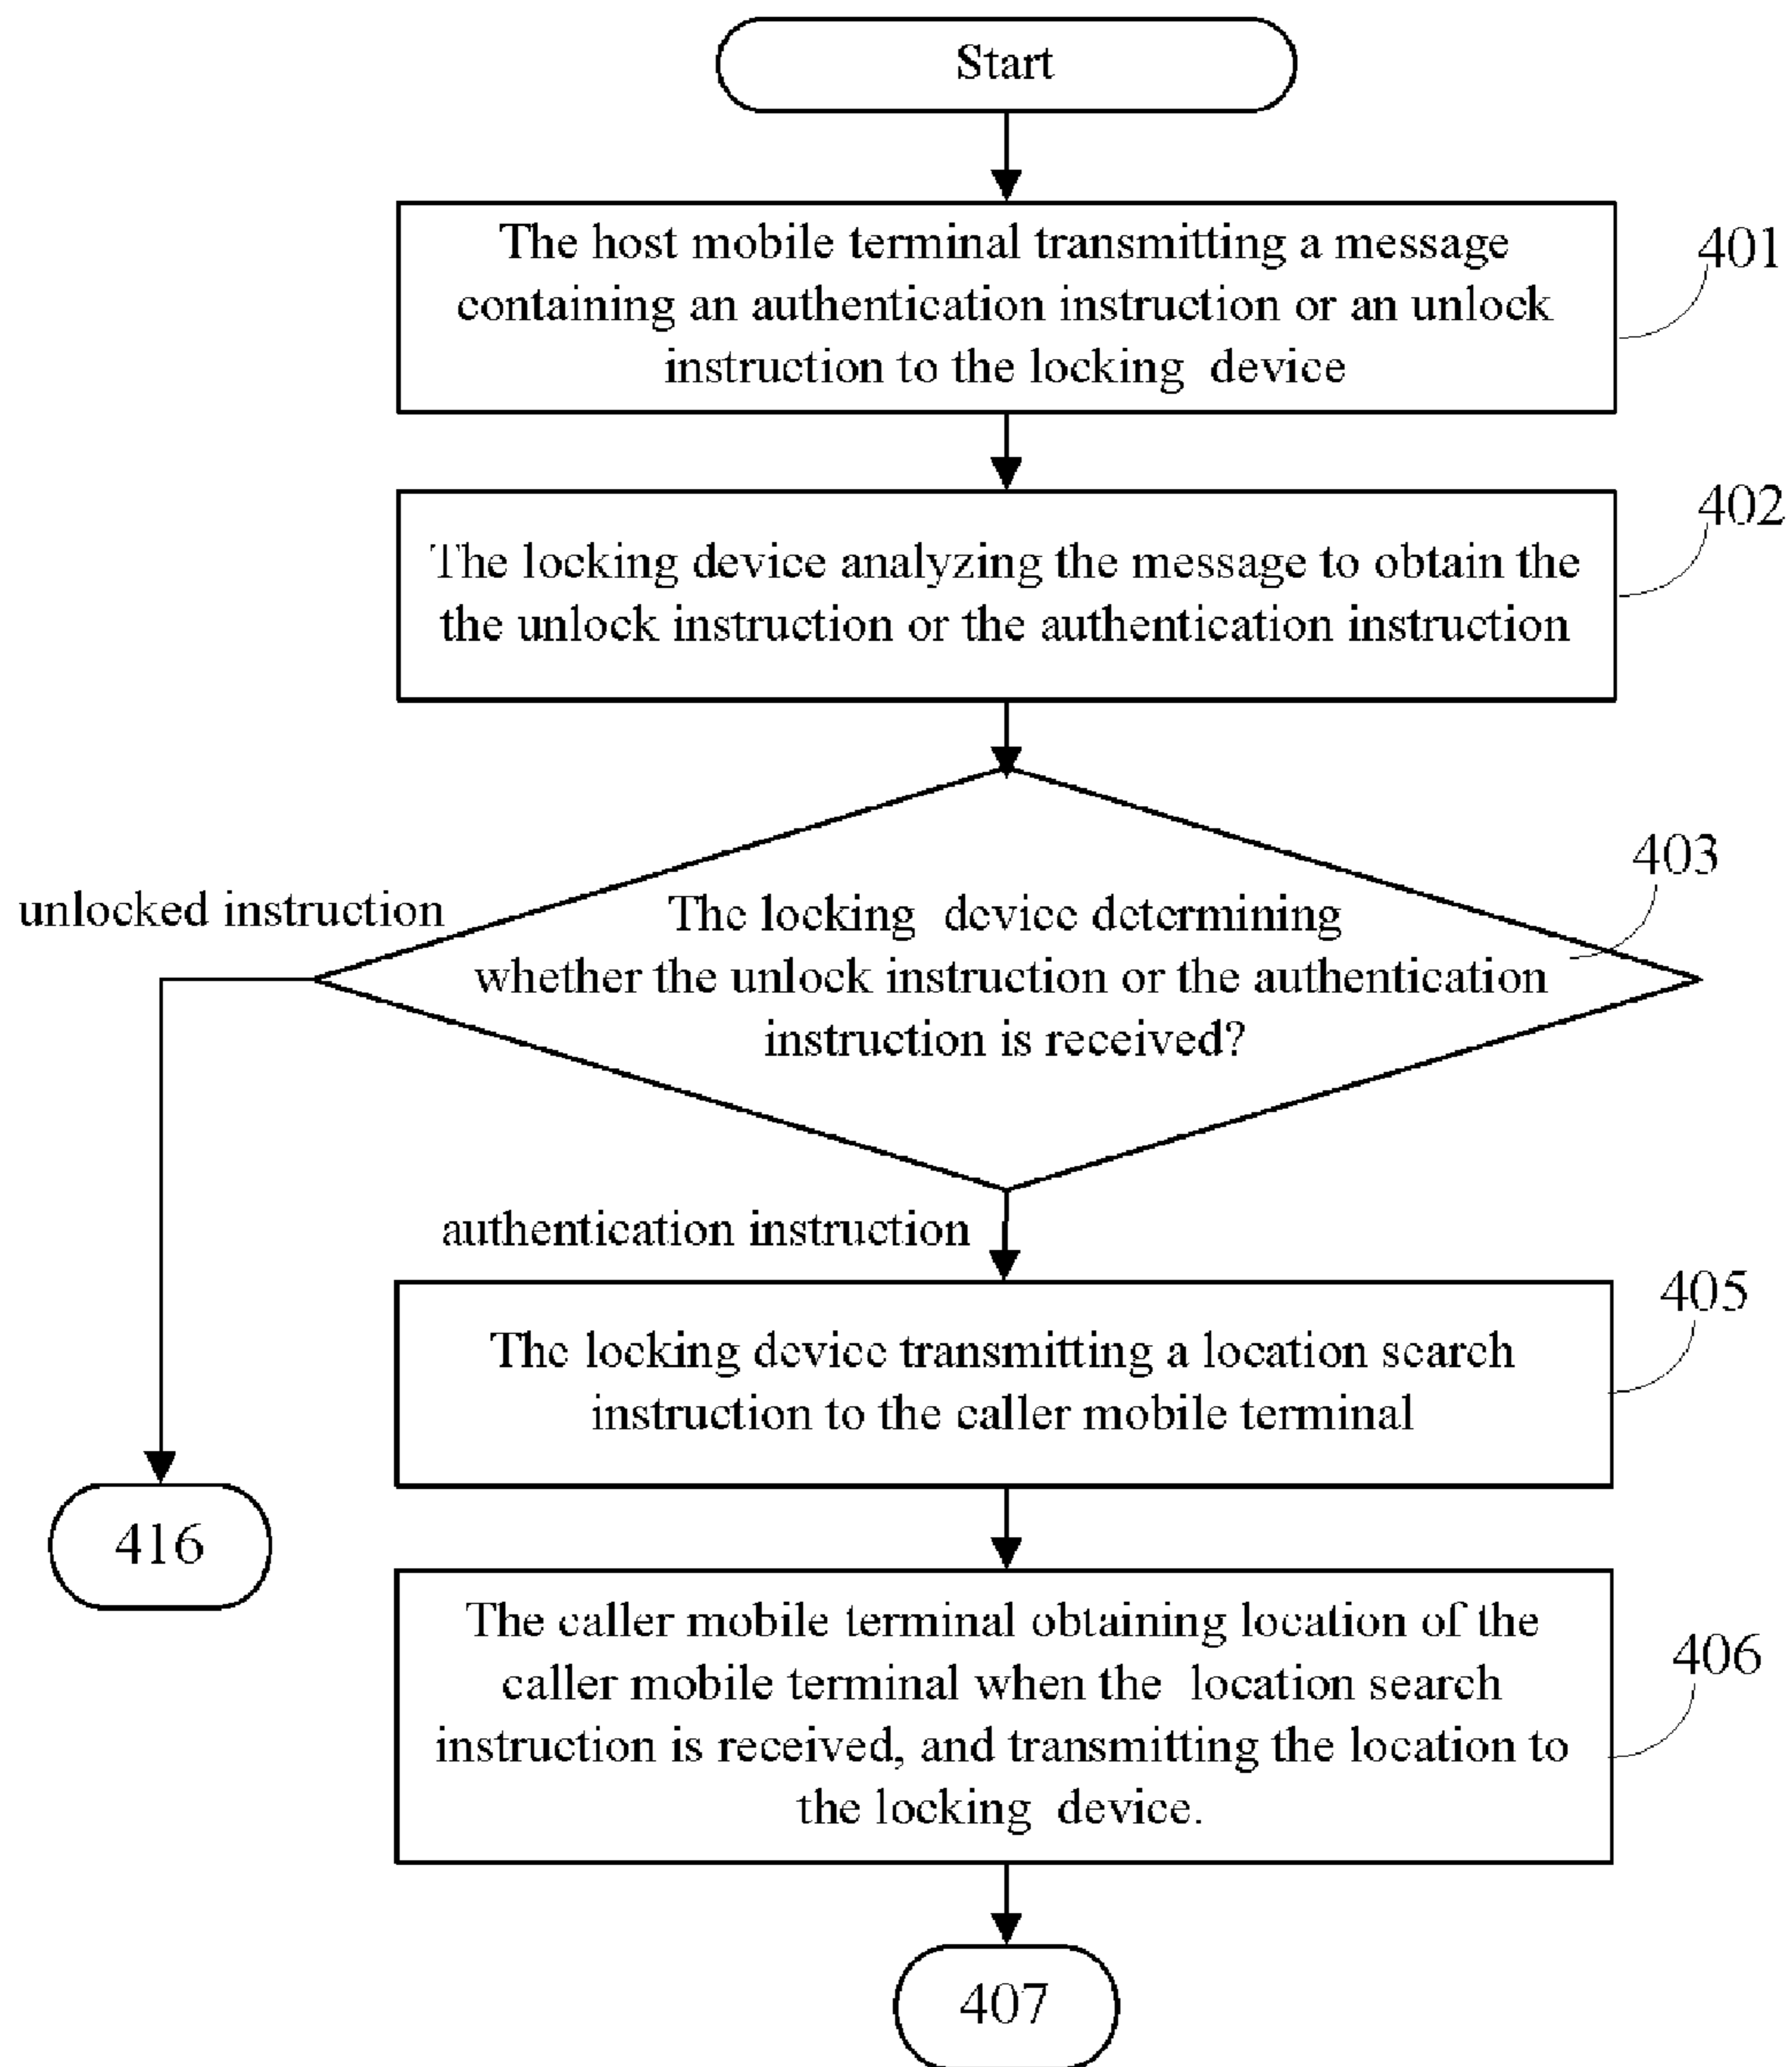 Start
The host mobile terminal transmitting a message
containing an authentication instruction or an unlock
instruction to the locking device
401
The locking device analyzing the message to obtain the
the unlock instruction or the authentication instruction
402
The locking device determining
whether the unlock instruction or the authentication
instruction is received?
403
unlocked instruction
authentication instruction
The locking device transmitting a location search
instruction to the caller mobile terminal
405
416
The caller mobile terminal obtaining location of the
caller mobile terminal when the location search
instruction is received, and transmitting the location to
the locking device.
406
407